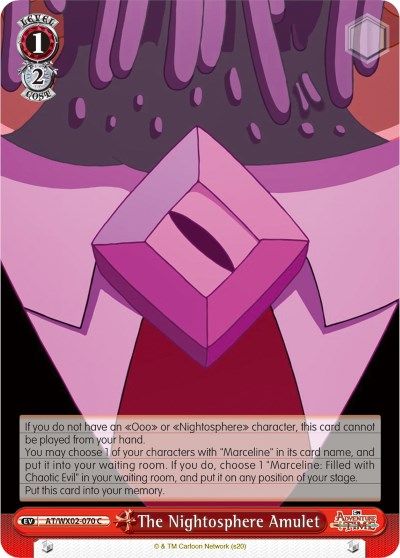 LEVEL
1
2
COST
If you do not have an «Ooo» or «Nightosphere» character, this card cannot
be played from your hand.
You may choose 1 of your characters with "Marceline" in its card name, and
put it into your waiting room. If you do, choose 1 "Marceline: Filled with
Chaotic Evil" in your waiting room, and put it on any position of your stage.
Put this card into your memory.
EV AT/WX02-070 C The Nightosphere Amulet ADVENTURE TIME
© & TM Cartoon Network (s20)